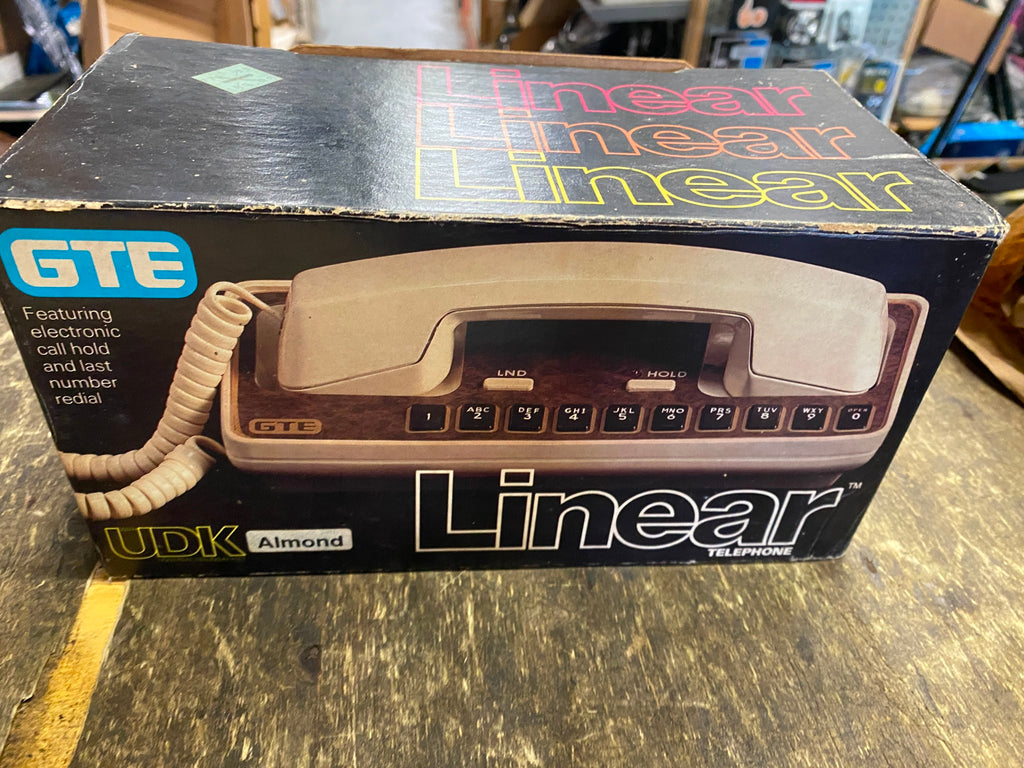 Linear
Linear
Linear
GTE
Featuring
electronic
call hold
and last
number
redial
LND
HOLD
1
ABC
2
DEF
3
GHI
4
JKL
5
MNO
6
PRS
7
TUV
8
WXY
9
OPER
0
GTE
Linear™
TELEPHONE
UDK
Almond